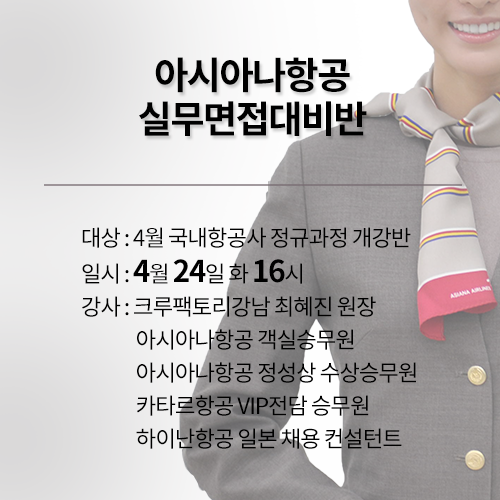 아시아나항공
실무면접대비반
대상 : 4월 국내항공사 정규과정 개강반
일시 : 4월 24일 화 16시
강사 : 크루팩토리강남 최혜진 원장
아시아나항공 객실승무원
아시아나항공 정성상 수상승무원
카타르항공 VIP전담 승무원
하이난항공 일본 채용 컨설턴트
ASIANA AIRLINES